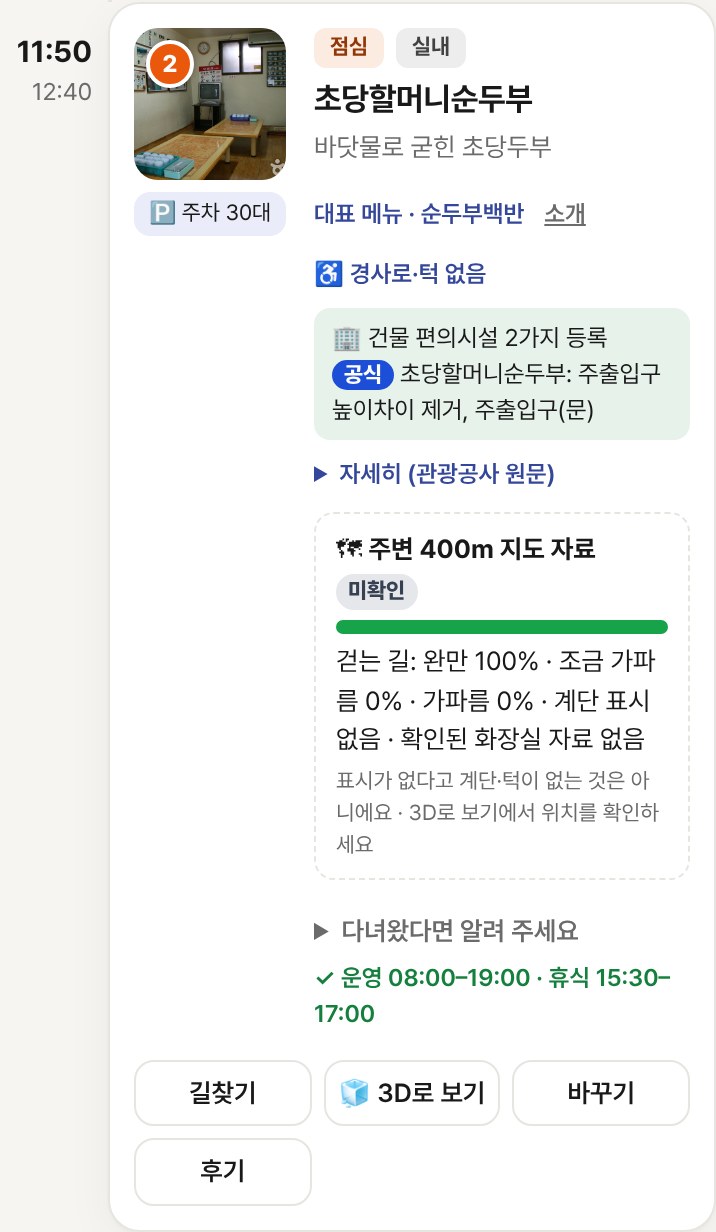 11:50
12:40
2
점심
실내
초당할머니순두부
바닷물로 굳힌 초당두부
P 주차 30대
대표 메뉴 · 순두부백반 소개
♿ 경사로·턱 없음
🏢 건물 편의시설 2가지 등록
공식 초당할머니순두부: 주출입구
높이차이 제거, 주출입구(문)
▶ 자세히 (관광공사 원문)
🗺 주변 400m 지도 자료
미확인
걷는 길: 완만 100% · 조금 가파
름 0% · 가파름 0% · 계단 표시
없음 · 확인된 화장실 자료 없음
표시가 없다고 계단·턱이 없는 것은 아
니에요 · 3D로 보기에서 위치를 확인하
세요
▶ 다녀왔다면 알려 주세요
✓ 운영 08:00–19:00 · 휴식 15:30–
17:00
길찾기
🧊 3D로 보기
바꾸기
후기